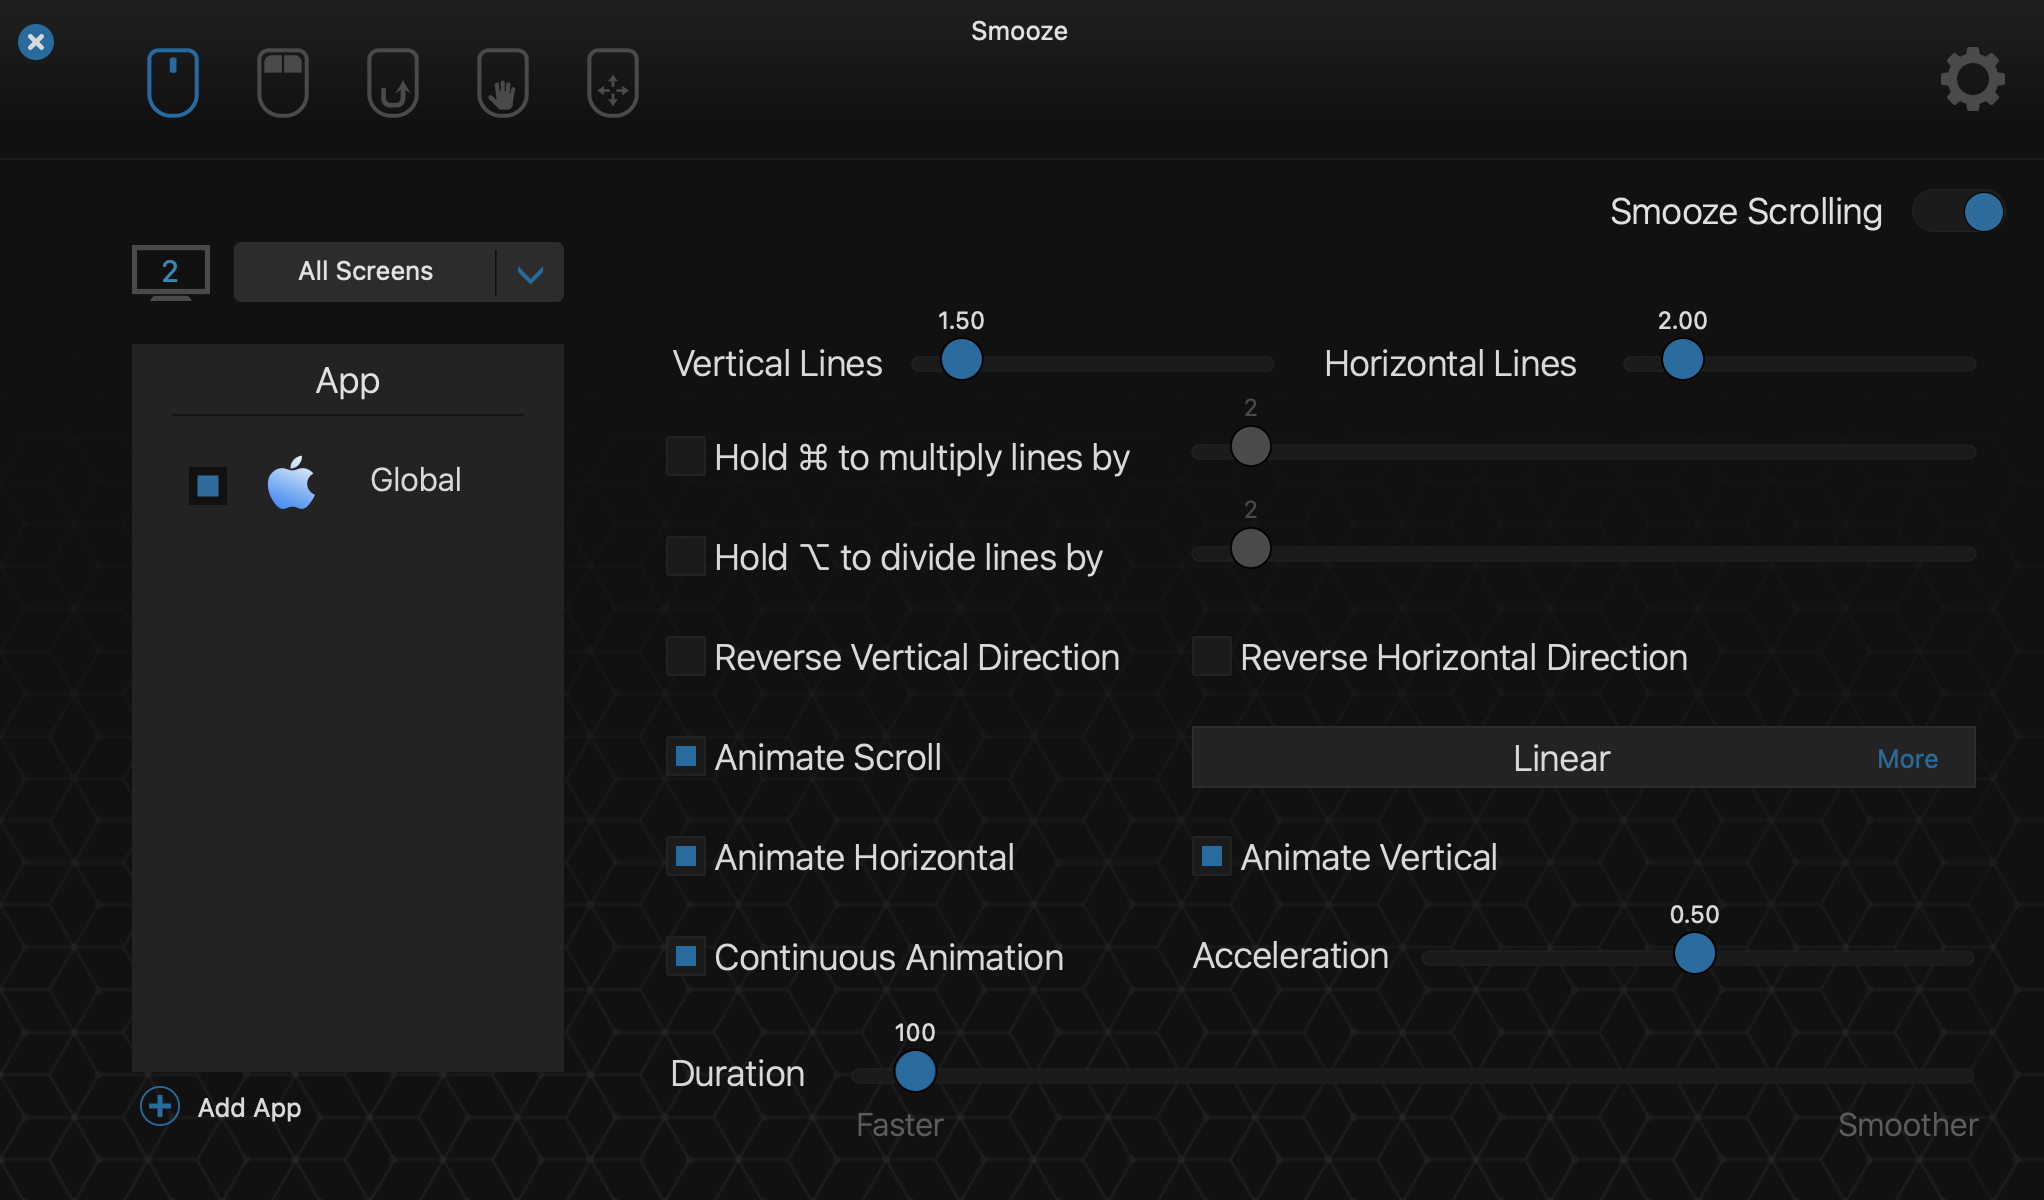 Smooze
Smooze Scrolling
2
All Screens
App
Global
Add App
1.50
Vertical Lines
2.00
Horizontal Lines
Hold ⌘ to multiply lines by
2
Hold ⌥ to divide lines by
2
Reverse Vertical Direction
Reverse Horizontal Direction
Animate Scroll
Linear
More
Animate Horizontal
Animate Vertical
Continuous Animation
0.50
Acceleration
100
Duration
Faster
Smoother